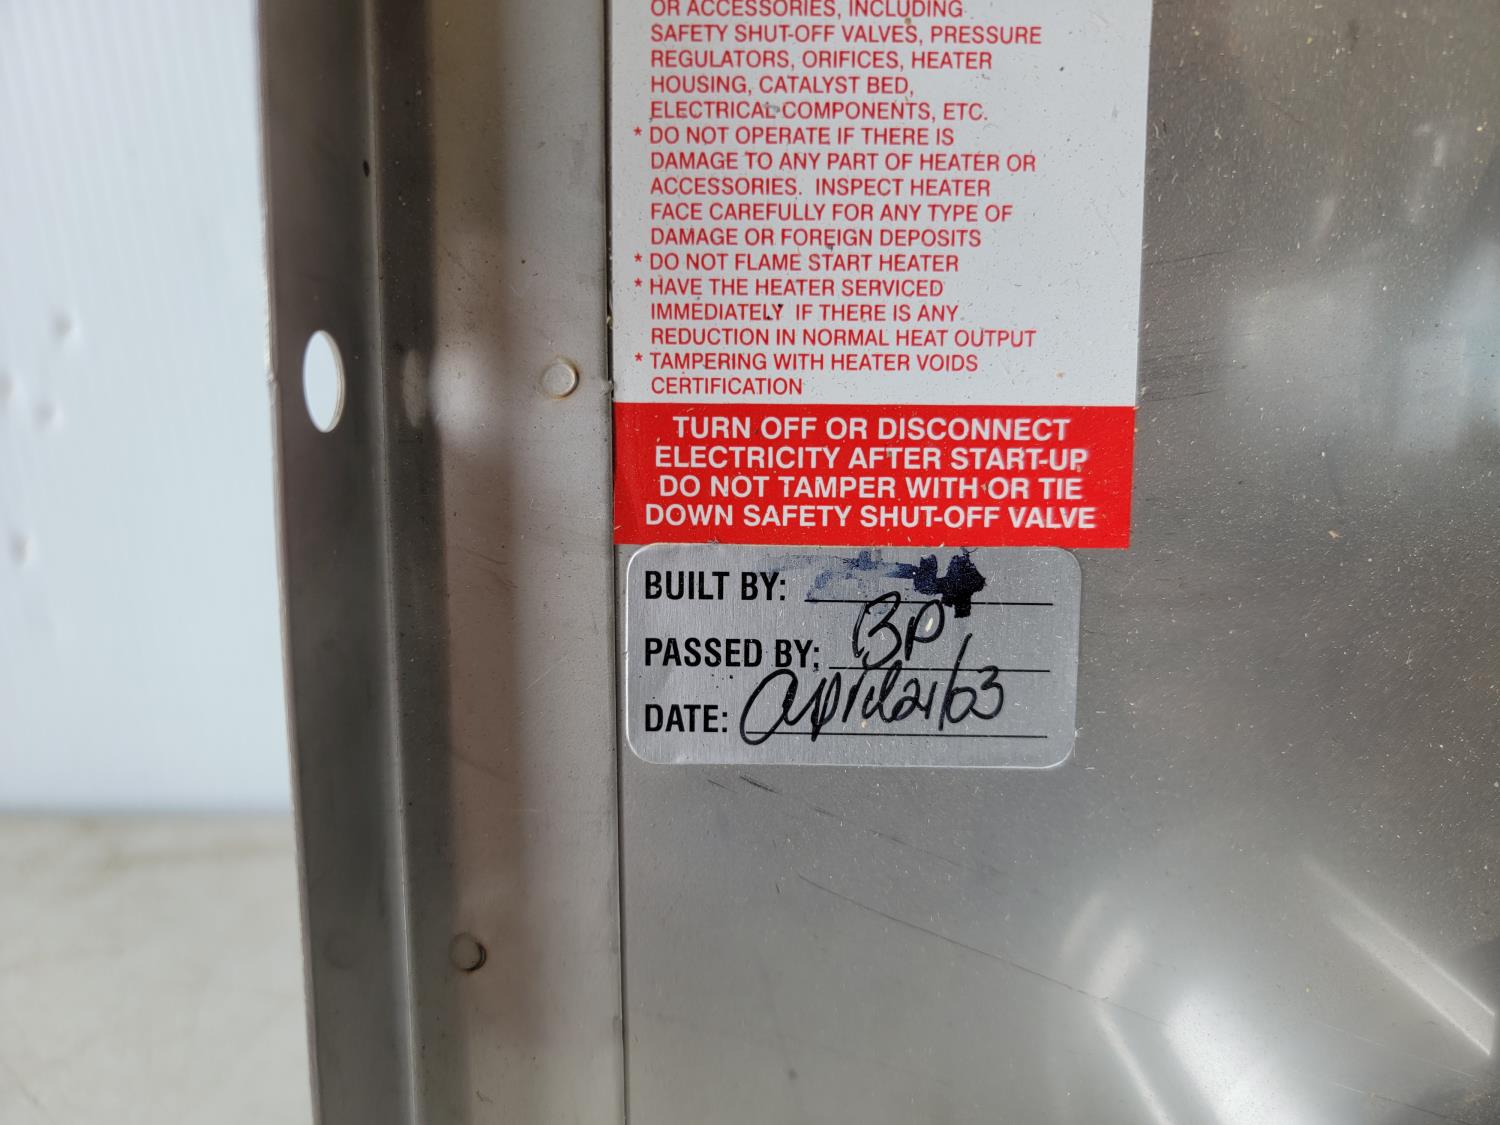 OR ACCESSORIES, INCLUDING
SAFETY SHUT-OFF VALVES, PRESSURE
REGULATORS, ORIFICES, HEATER
HOUSING, CATALYST BED,
ELECTRICAL COMPONENTS, ETC.
* DO NOT OPERATE IF THERE IS
DAMAGE TO ANY PART OF HEATER OR
ACCESSORIES. INSPECT HEATER
FACE CAREFULLY FOR ANY TYPE OF
DAMAGE OR FOREIGN DEPOSITS
* DO NOT FLAME START HEATER
* HAVE THE HEATER SERVICED
IMMEDIATELY IF THERE IS ANY
REDUCTION IN NORMAL HEAT OUTPUT
* TAMPERING WITH HEATER VOIDS
CERTIFICATION
TURN OFF OR DISCONNECT
ELECTRICITY AFTER START-UP
DO NOT TAMPER WITH OR TIE
DOWN SAFETY SHUT-OFF VALVE
BUILT BY:
PASSED BY: BP
DATE: April 21/03